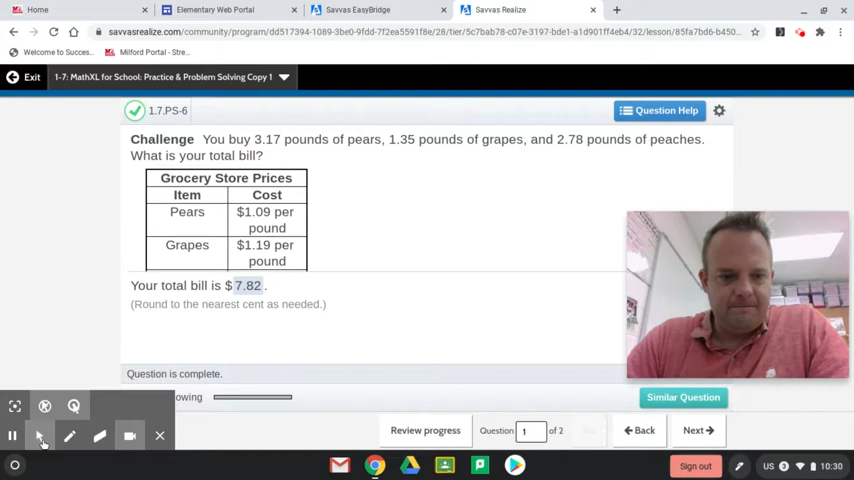 Home
Elementary Web Portal
Savvas EasyBridge
Savvas Realize
savvasrealize.com/community/program/dd517394-1089-3be0-9fdd-7f2ea5591f8e/28/tier/5c7bab78-c07e-3197-bde1-a1d901ff4d94/32/lesson/85fa7bd6-b450...
Welcome to Succes...
Milford Portal - Stre...
Exit
1-7: MathXL for School: Practice & Problem Solving Copy 1
1.7.PS-6
Question Help
Challenge You buy 3.17 pounds of pears, 1.35 pounds of grapes, and 2.78 pounds of peaches.
What is your total bill?
Grocery Store Prices
Item Cost
Pears $1.09 per
pound
Grapes $1.19 per
pound
Your total bill is $ 7.82.
(Round to the nearest cent as needed.)
Question is complete.
owing
Similar Question
Review progress
Question 1 of 2
Back
Next
Sign out
US 3 10:30